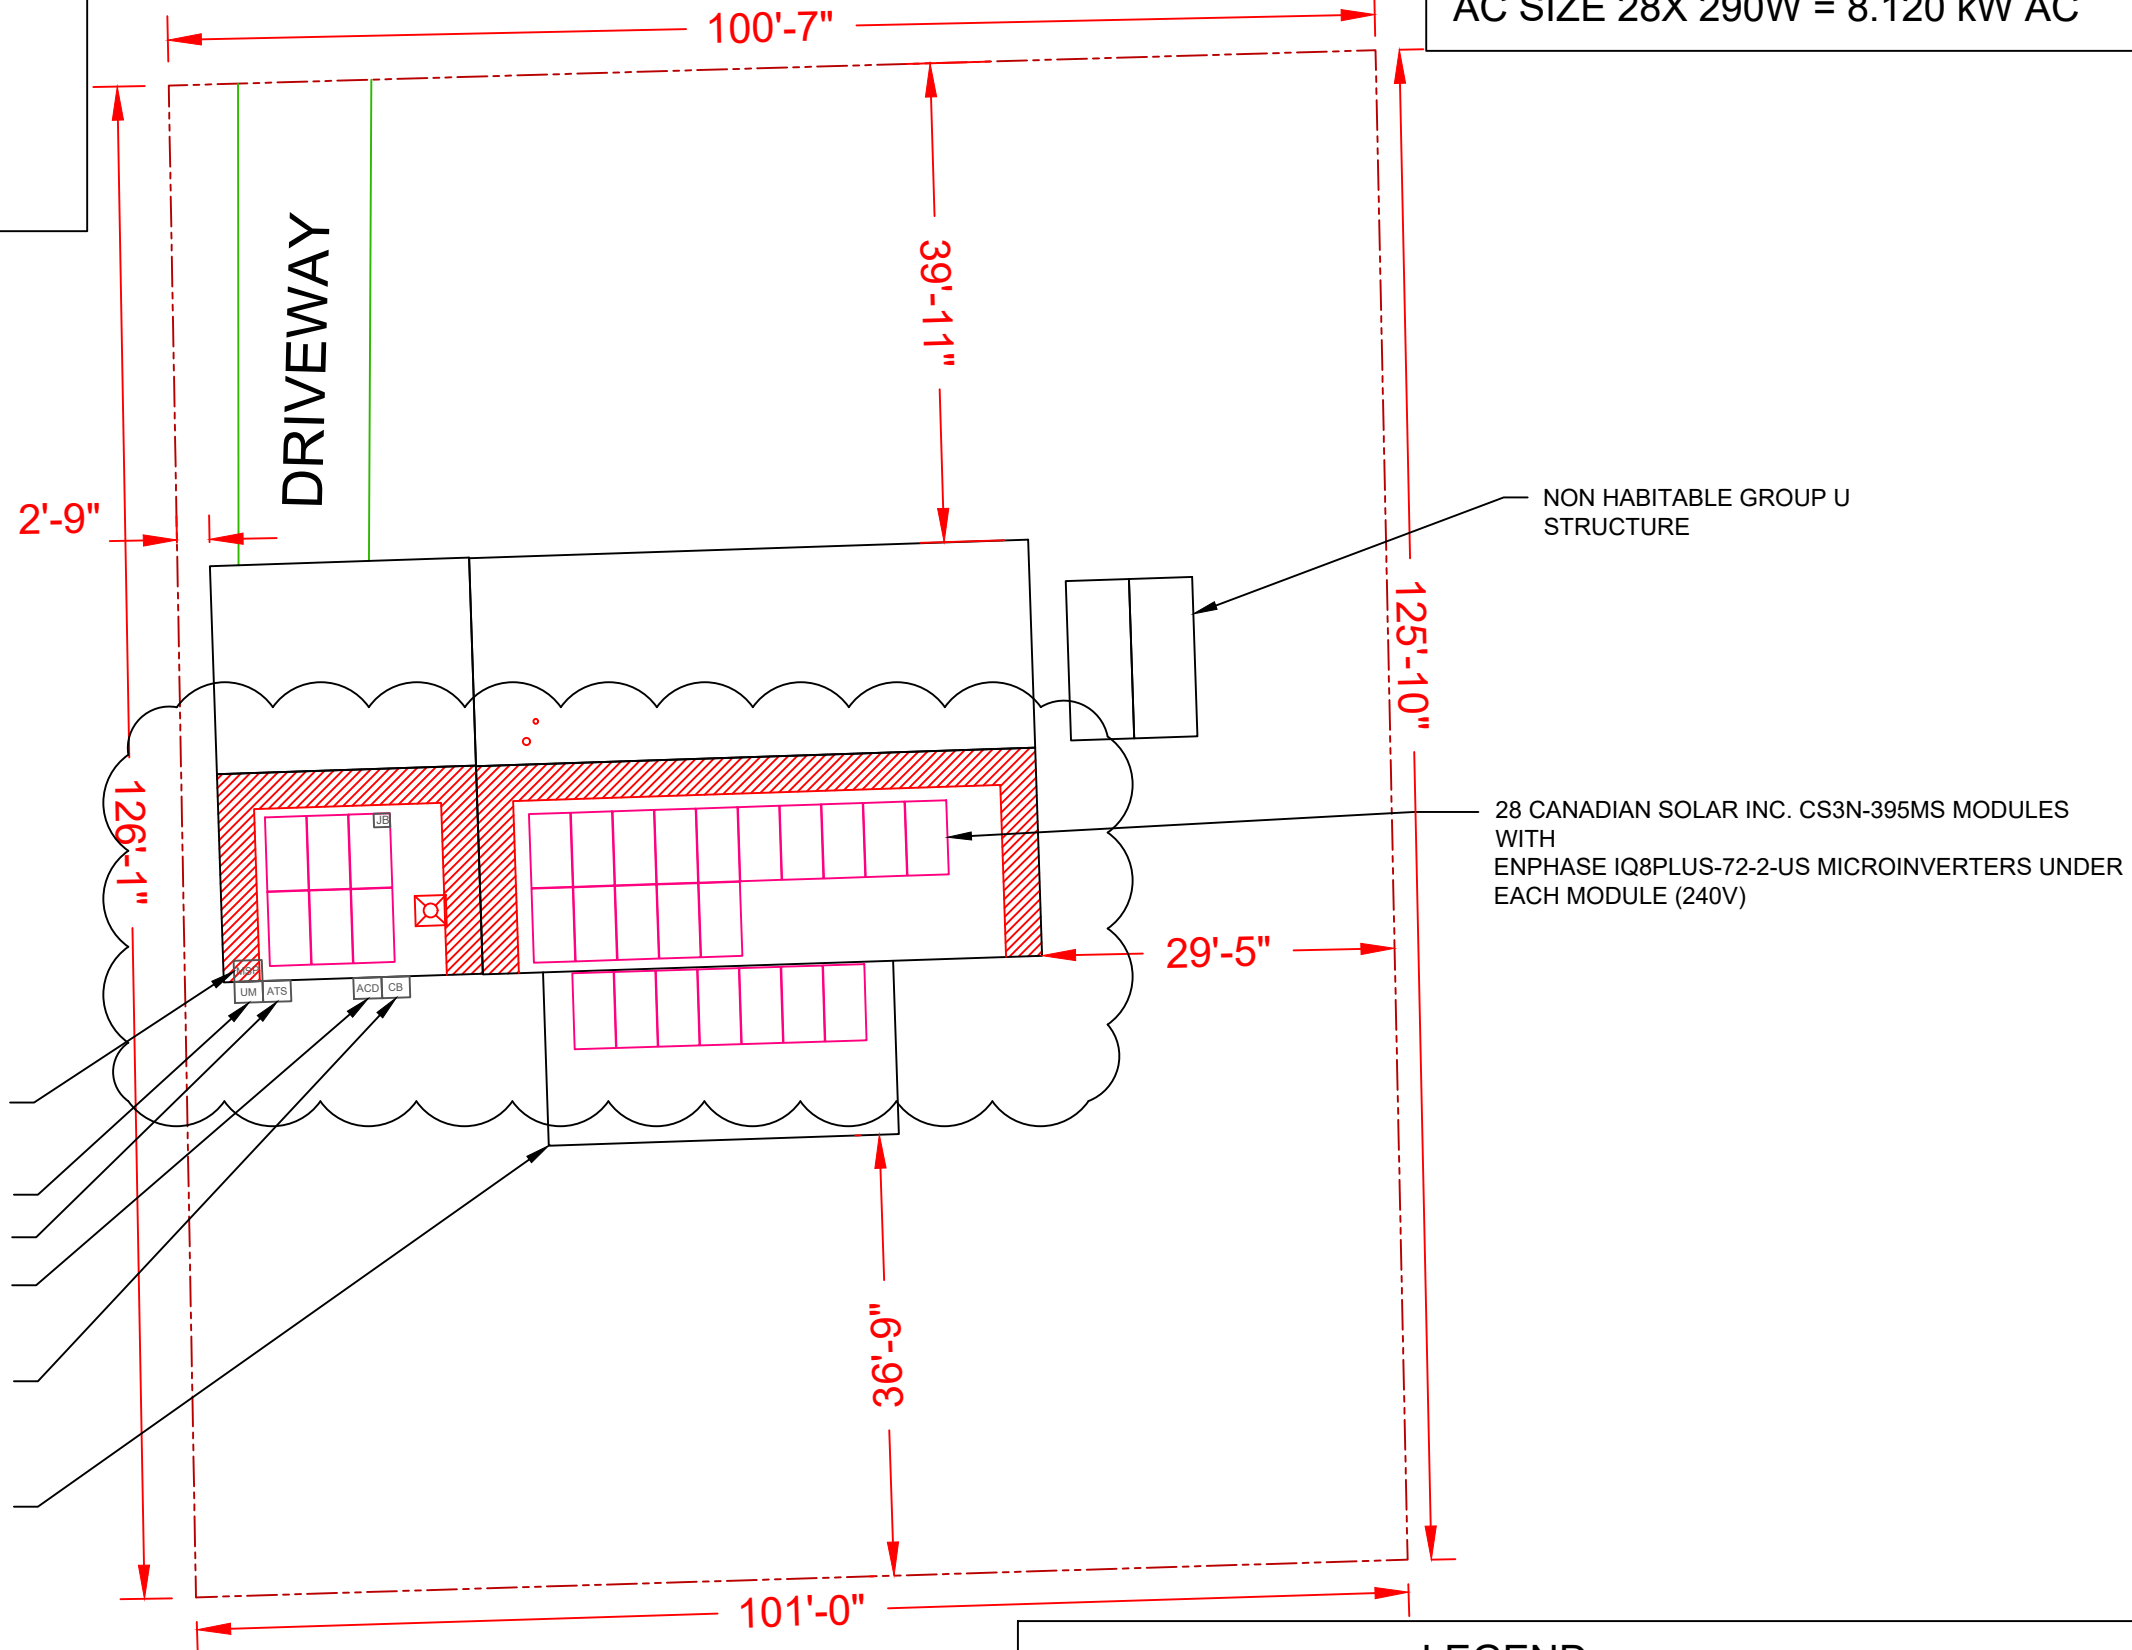 100'-7"
AC SIZE 28X 290W = 8.120 kW AC
DRIVEWAY
39'-11"
2'-9"
NON HABITABLE GROUP U
STRUCTURE
125'-10"
126'-1"
JB
28 CANADIAN SOLAR INC. CS3N-395MS MODULES
WITH
ENPHASE IQ8PLUS-72-2-US MICROINVERTERS UNDER
EACH MODULE (240V)
29'-5"
MSP
UM
ATS
ACD
CB
36'-9"
101'-0"
LEGEND